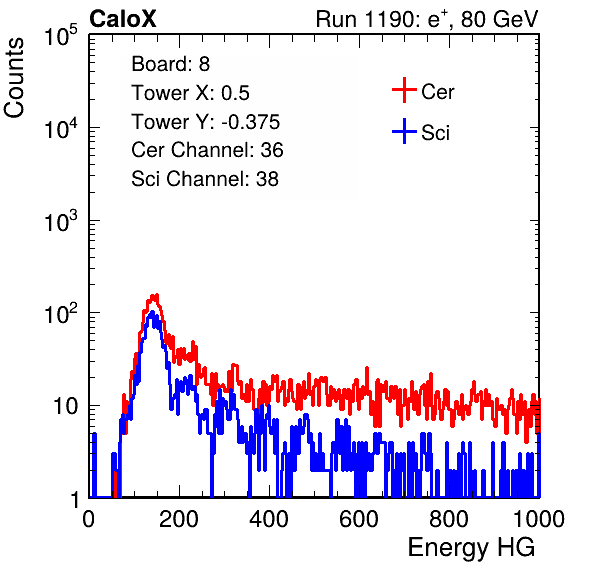 CaloX Run 1190: e⁺, 80 GeV
Counts
Board: 8
Tower X: 0.5
Tower Y: -0.375
Cer Channel: 36
Sci Channel: 38
Cer
Sci
10⁵
10⁴
10³
10²
10
1
0 200 400 600 800 1000
Energy HG